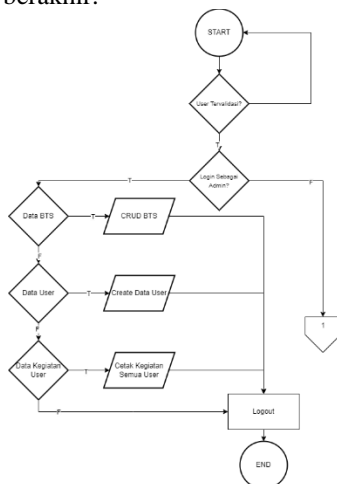 berakhir.
START
User Tervalidasi?
T
Login Sebagai
Admin?
T
F
Data BTS
T
CRUD BTS
F
1
Data User
T
Create Data User
F
Data Kegiatan
User
T
Cetak Kegiatan
Semua User
F
Logout
END